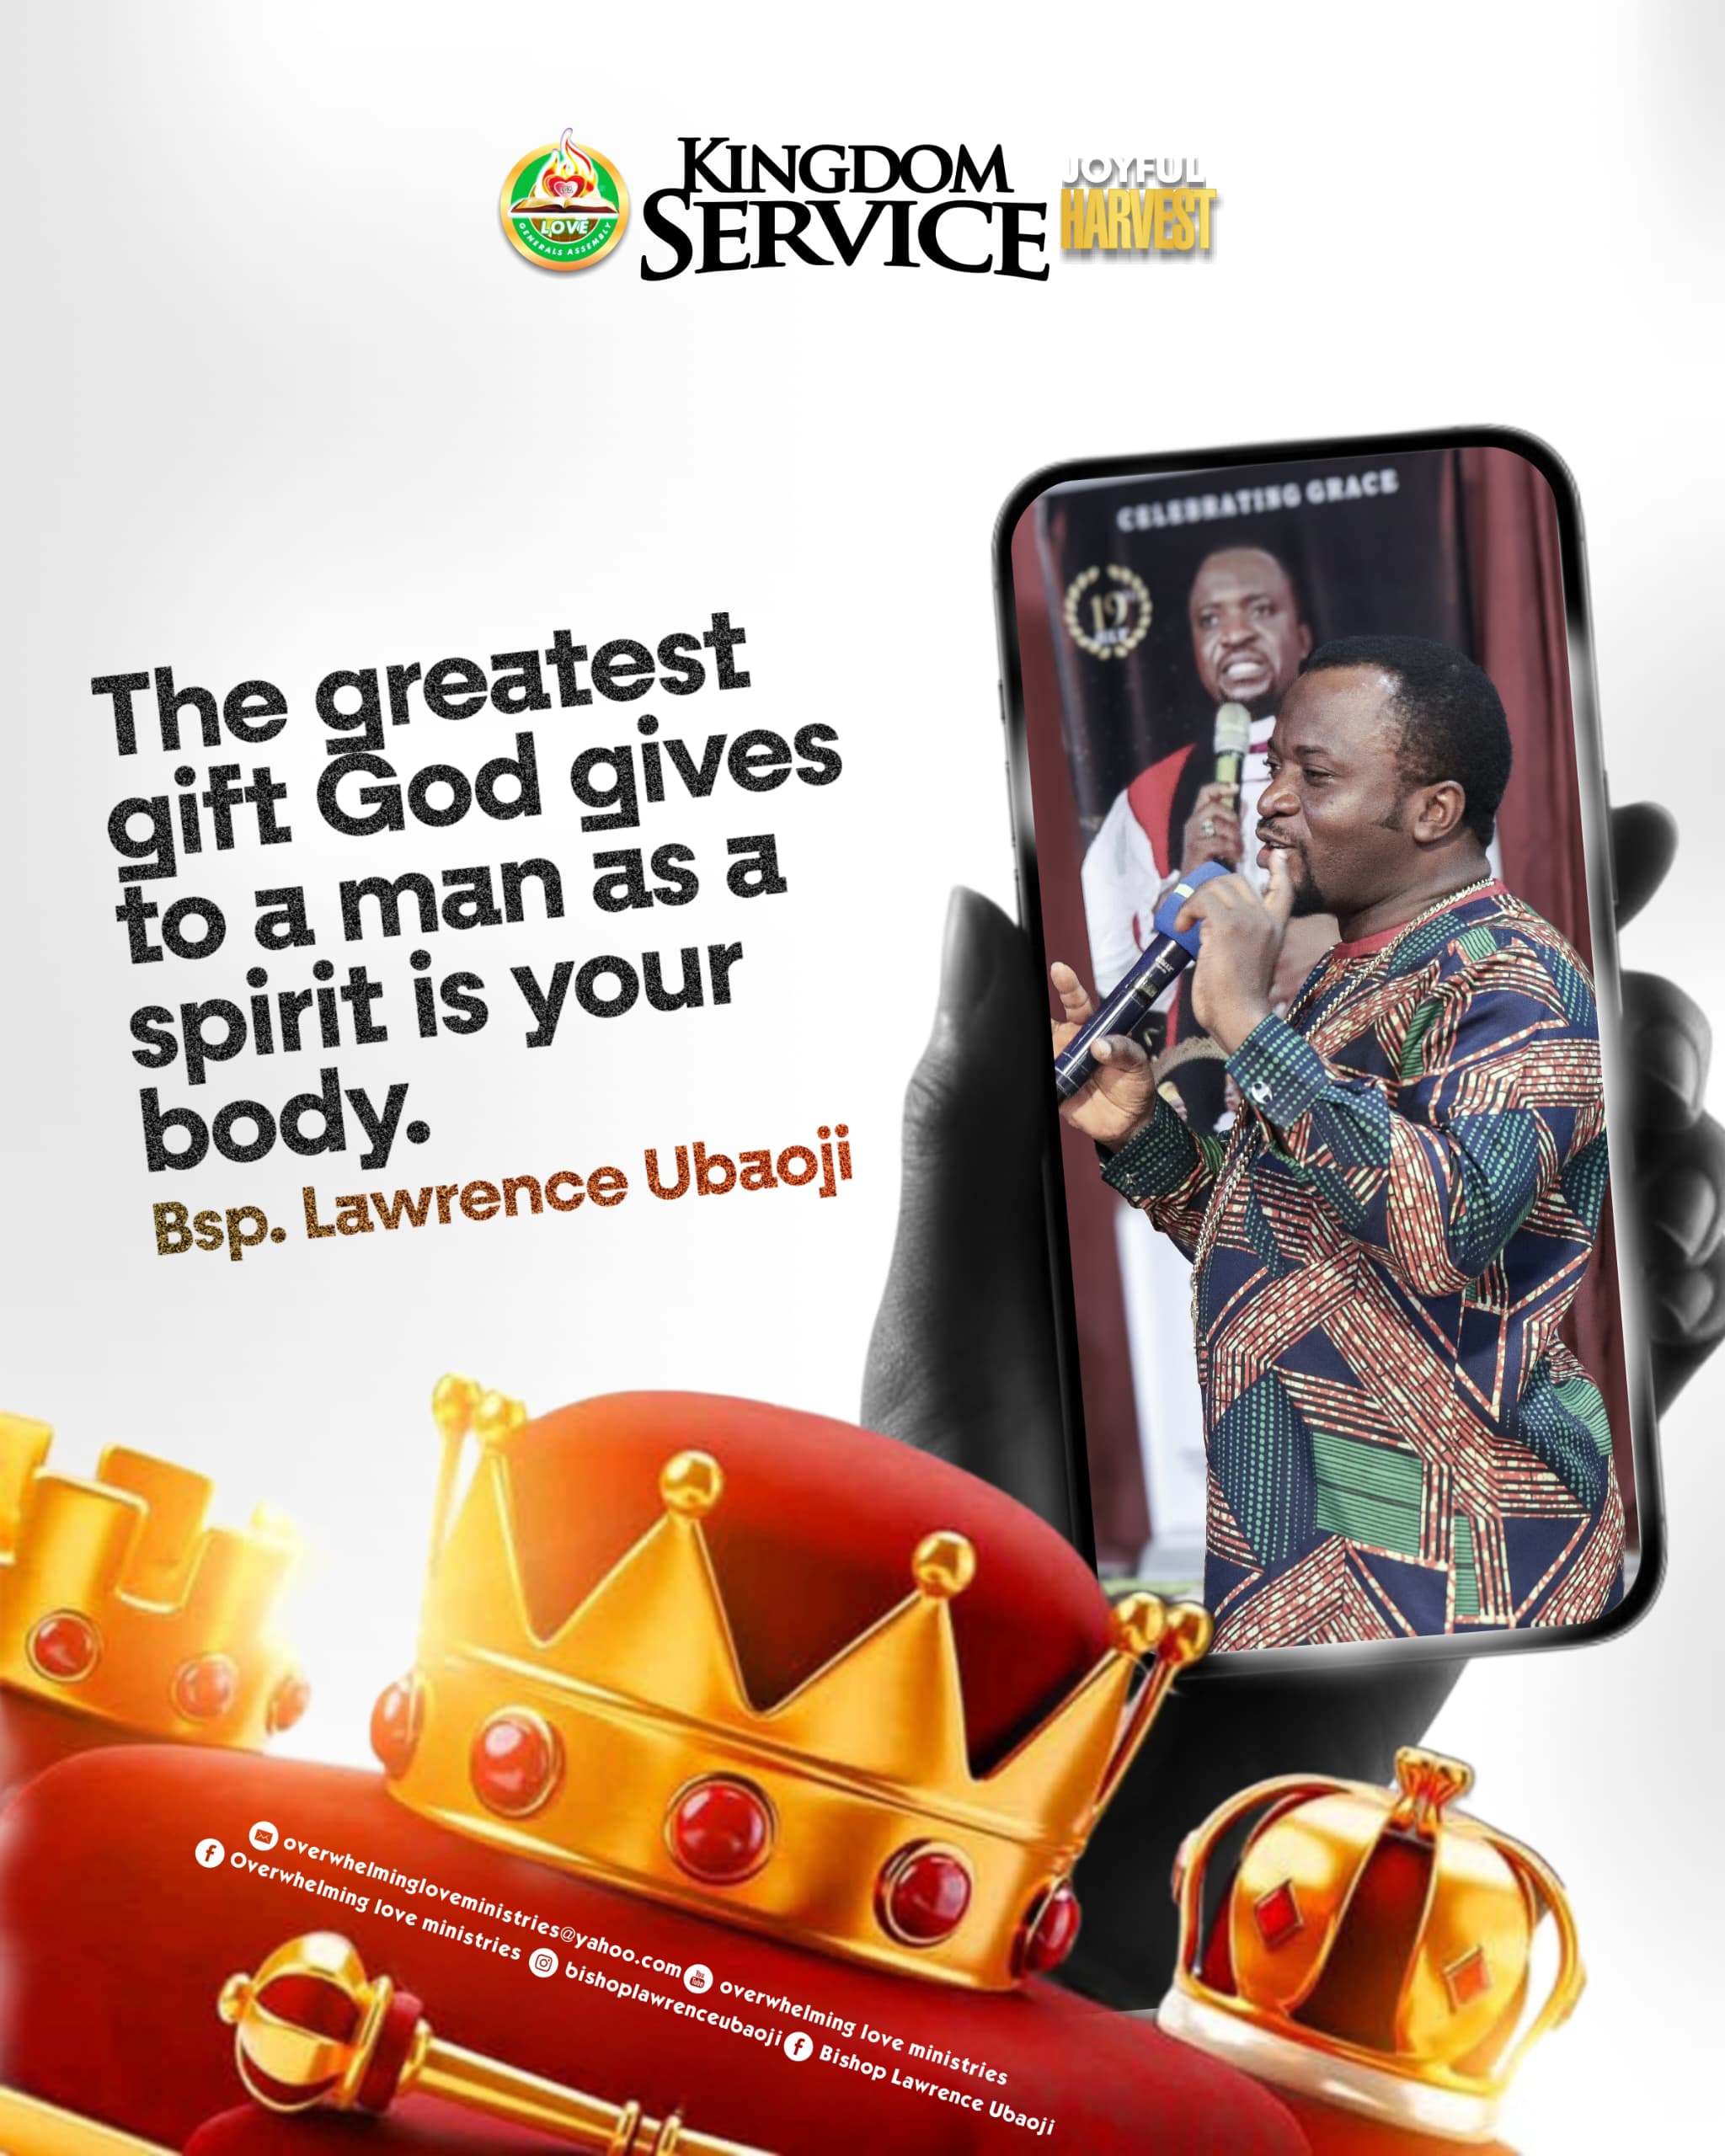 LOVE
GENERALS ASSEMBLY
KINGDOM
SERVICE
JOYFUL
HARVEST
CELEBRATING GRACE
19
The greatest
gift God gives
to a man as a
spirit is your
body.
Bsp. Lawrence Ubaoji
overwhelmingloveministries@yahoo.com overwhelming love ministries
Overwhelming love ministries bishoplawrenceubaoji Bishop Lawrence Ubaoji